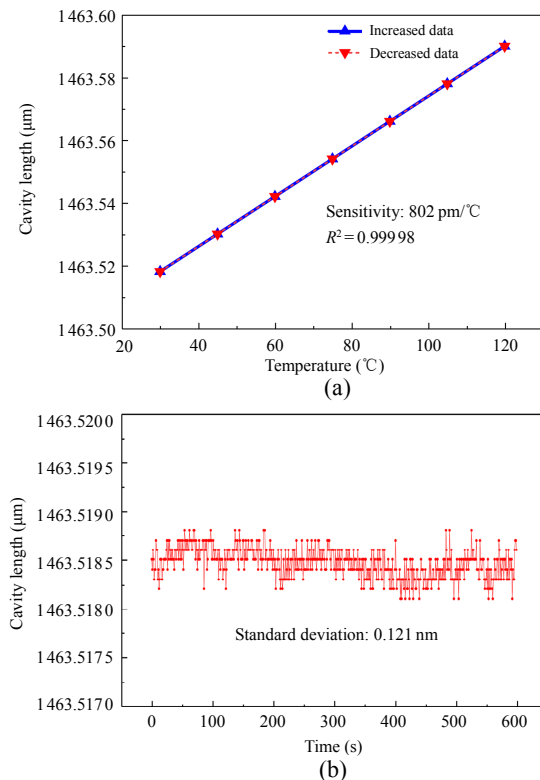 1 463.60
1 463.58
1 463.56
1 463.54
1 463.52
1 463.50
Cavity length (μm)
Increased data
Decreased data
Sensitivity: 802 pm/℃
R² = 0.999 98
20 40 60 80 100 120
Temperature (℃)
(a)
1 463.520 0
1 463.519 5
1 463.519 0
1 463.518 5
1 463.518 0
1 463.517 5
1 463.517 0
Cavity length (μm)
Standard deviation: 0.121 nm
0 100 200 300 400 500 600
Time (s)
(b)